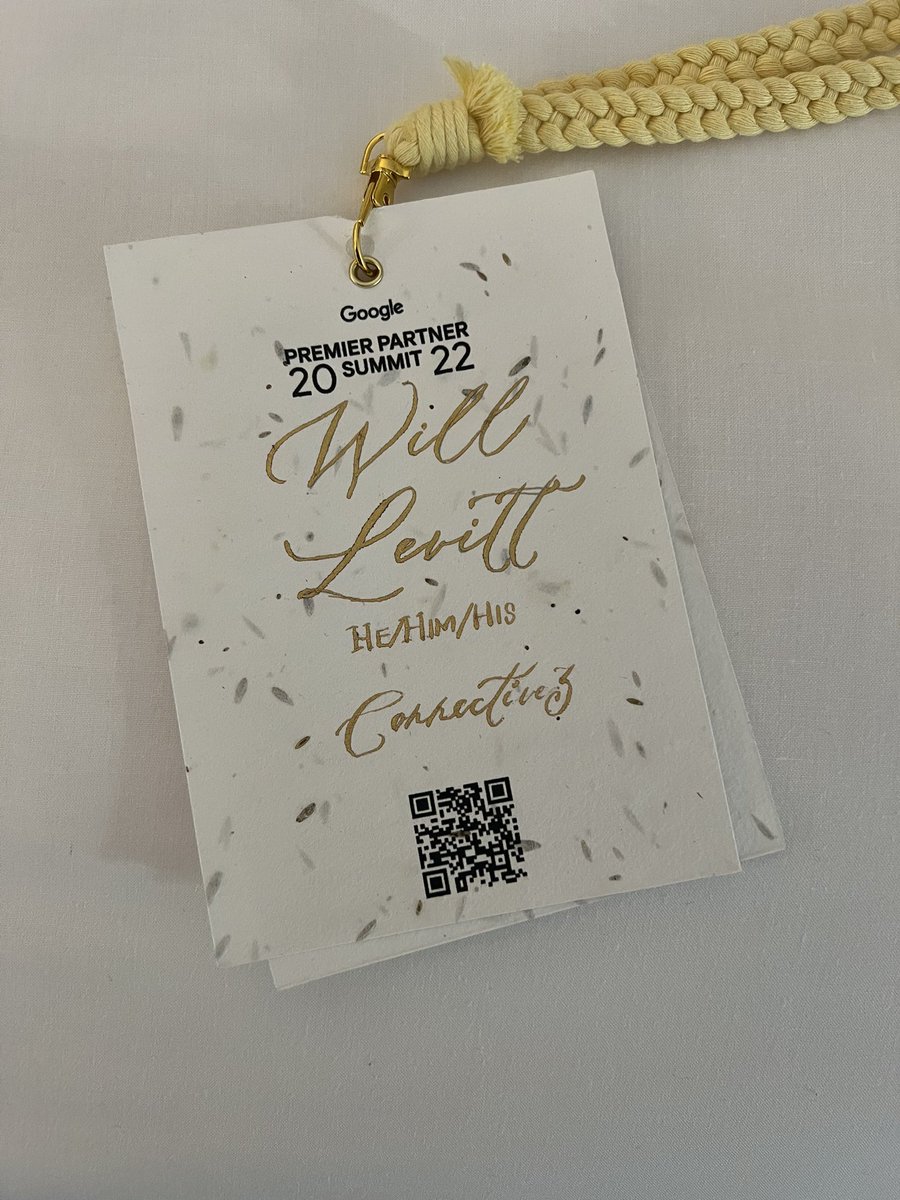 Google
PREMIER PARTNER
20 SUMMIT 22
Will
Levitt
HE/HIM/HIS
Connective3